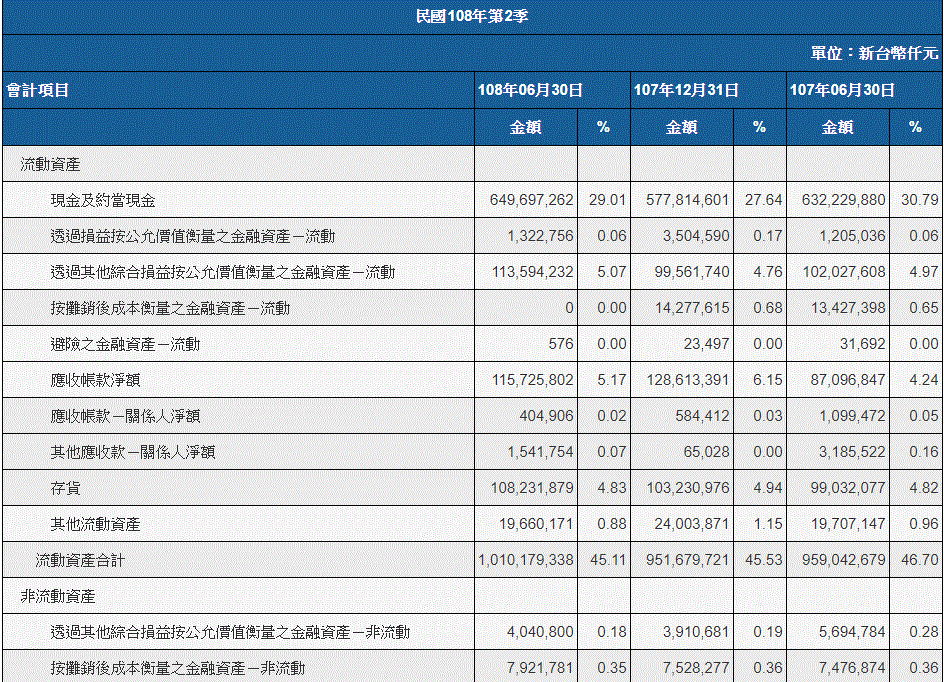 民國108年第2季
單位：新台幣仟元
會計項目 108年06月30日 107年12月31日 107年06月30日
金額 % 金額 % 金額 %
流動資產
現金及約當現金 649,697,262 29.01 577,814,601 27.64 632,229,880 30.79
透過損益按公允價值衡量之金融資產－流動 1,322,756 0.06 3,504,590 0.17 1,205,036 0.06
透過其他綜合損益按公允價值衡量之金融資產－流動 113,594,232 5.07 99,561,740 4.76 102,027,608 4.97
按攤銷後成本衡量之金融資產－流動 0 0.00 14,277,615 0.68 13,427,398 0.65
避險之金融資產－流動 576 0.00 23,497 0.00 31,692 0.00
應收帳款淨額 115,725,802 5.17 128,613,391 6.15 87,096,847 4.24
應收帳款－關係人淨額 404,906 0.02 584,412 0.03 1,099,472 0.05
其他應收款－關係人淨額 1,541,754 0.07 65,028 0.00 3,185,522 0.16
存貨 108,231,879 4.83 103,230,976 4.94 99,032,077 4.82
其他流動資產 19,660,171 0.88 24,003,871 1.15 19,707,147 0.96
流動資產合計 1,010,179,338 45.11 951,679,721 45.53 959,042,679 46.70
非流動資產
透過其他綜合損益按公允價值衡量之金融資產－非流動 4,040,800 0.18 3,910,681 0.19 5,694,784 0.28
按攤銷後成本衡量之金融資產－非流動 7,921,781 0.35 7,528,277 0.36 7,476,874 0.36